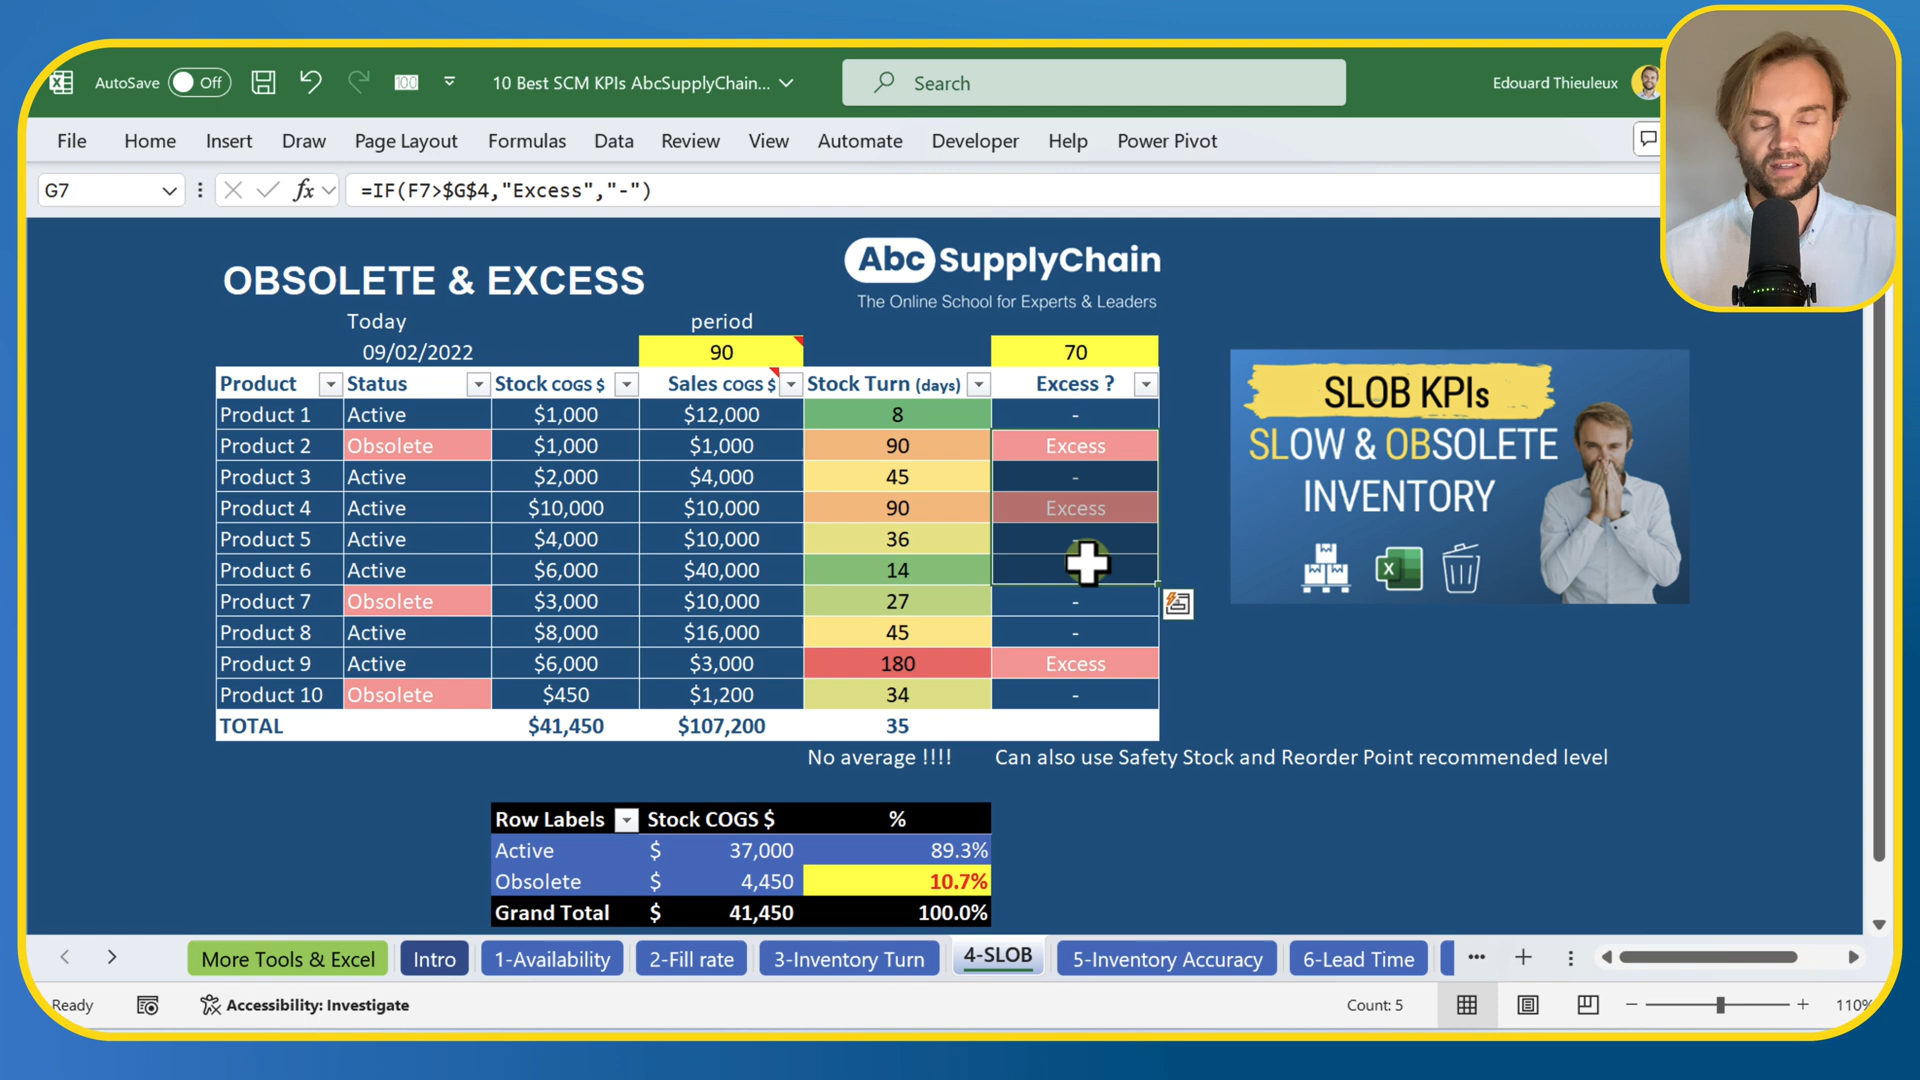 AutoSave Off 10 Best SCM KPIs AbcSupplyChain... Search Edouard Thieuleux
File Home Insert Draw Page Layout Formulas Data Review View Automate Developer Help Power Pivot
G7 fx =IF(F7>$G$4,"Excess","-")
Abc SupplyChain
The Online School for Experts & Leaders
OBSOLETE & EXCESS
Today period
09/02/2022 90 70
Product Status Stock COGS $ Sales COGS $ Stock Turn (days) Excess ?
Product 1 Active $1,000 $12,000 8 -
Product 2 Obsolete $1,000 $1,000 90 Excess
Product 3 Active $2,000 $4,000 45 -
Product 4 Active $10,000 $10,000 90 Excess
Product 5 Active $4,000 $10,000 36 -
Product 6 Active $6,000 $40,000 14
Product 7 Obsolete $3,000 $10,000 27 -
Product 8 Active $8,000 $16,000 45 -
Product 9 Active $6,000 $3,000 180 Excess
Product 10 Obsolete $450 $1,200 34 -
TOTAL $41,450 $107,200 35
No average !!!! Can also use Safety Stock and Reorder Point recommended level
SLOB KPIs
SLOW & OBSOLETE
INVENTORY
Row Labels Stock COGS $ %
Active $ 37,000 89.3%
Obsolete $ 4,450 10.7%
Grand Total $ 41,450 100.0%
More Tools & Excel Intro 1-Availability 2-Fill rate 3-Inventory Turn 4-SLOB 5-Inventory Accuracy 6-Lead Time ...
Ready Accessibility: Investigate Count: 5 110%